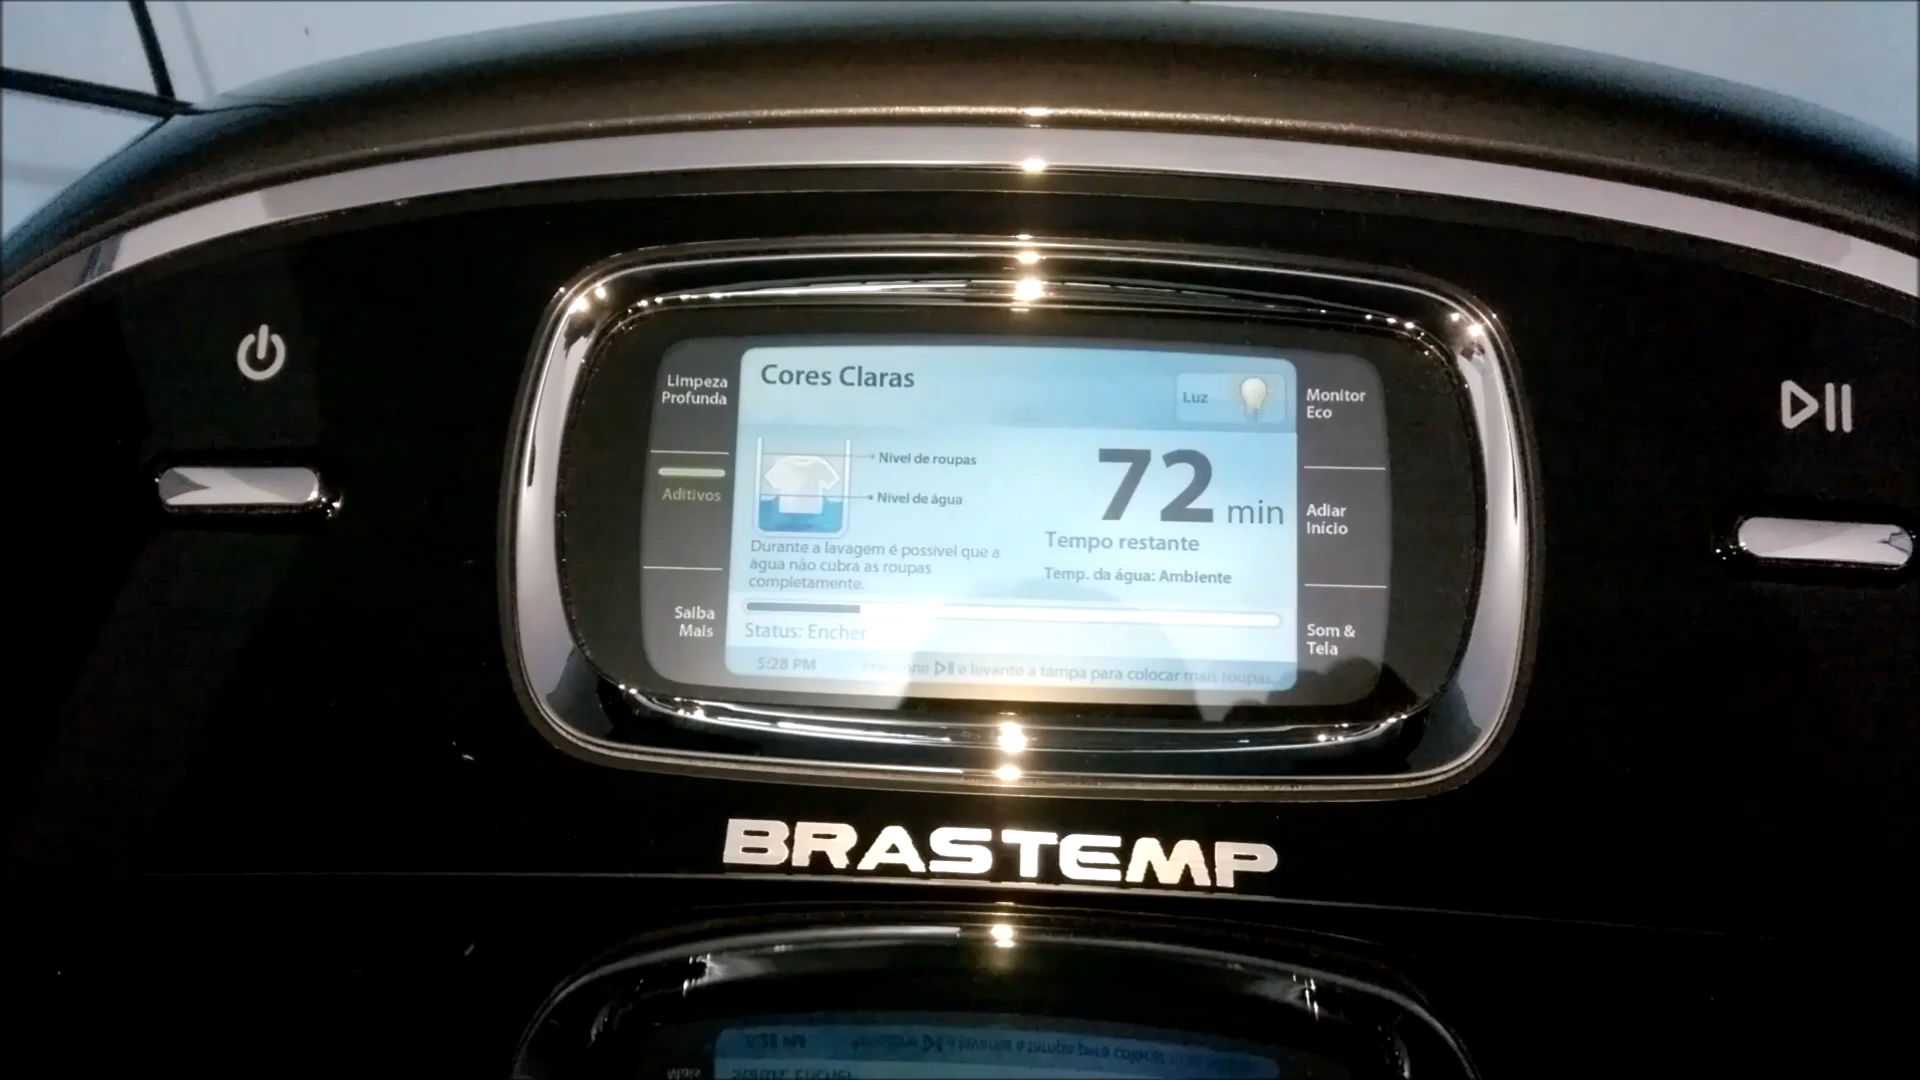 Limpeza
Profunda
Aditivos
Saiba
Mais
Cores Claras
Luz
Nível de roupas
Nível de água
Durante a lavagem é possível que a
água não cubra as roupas
completamente.
72 min
Tempo restante
Temp. da água: Ambiente
Status: Encher
5:28 PM
e levante a tampa para colocar mais roupas.
Monitor
Eco
Adiar
Início
Som &
Tela
BRASTEMP